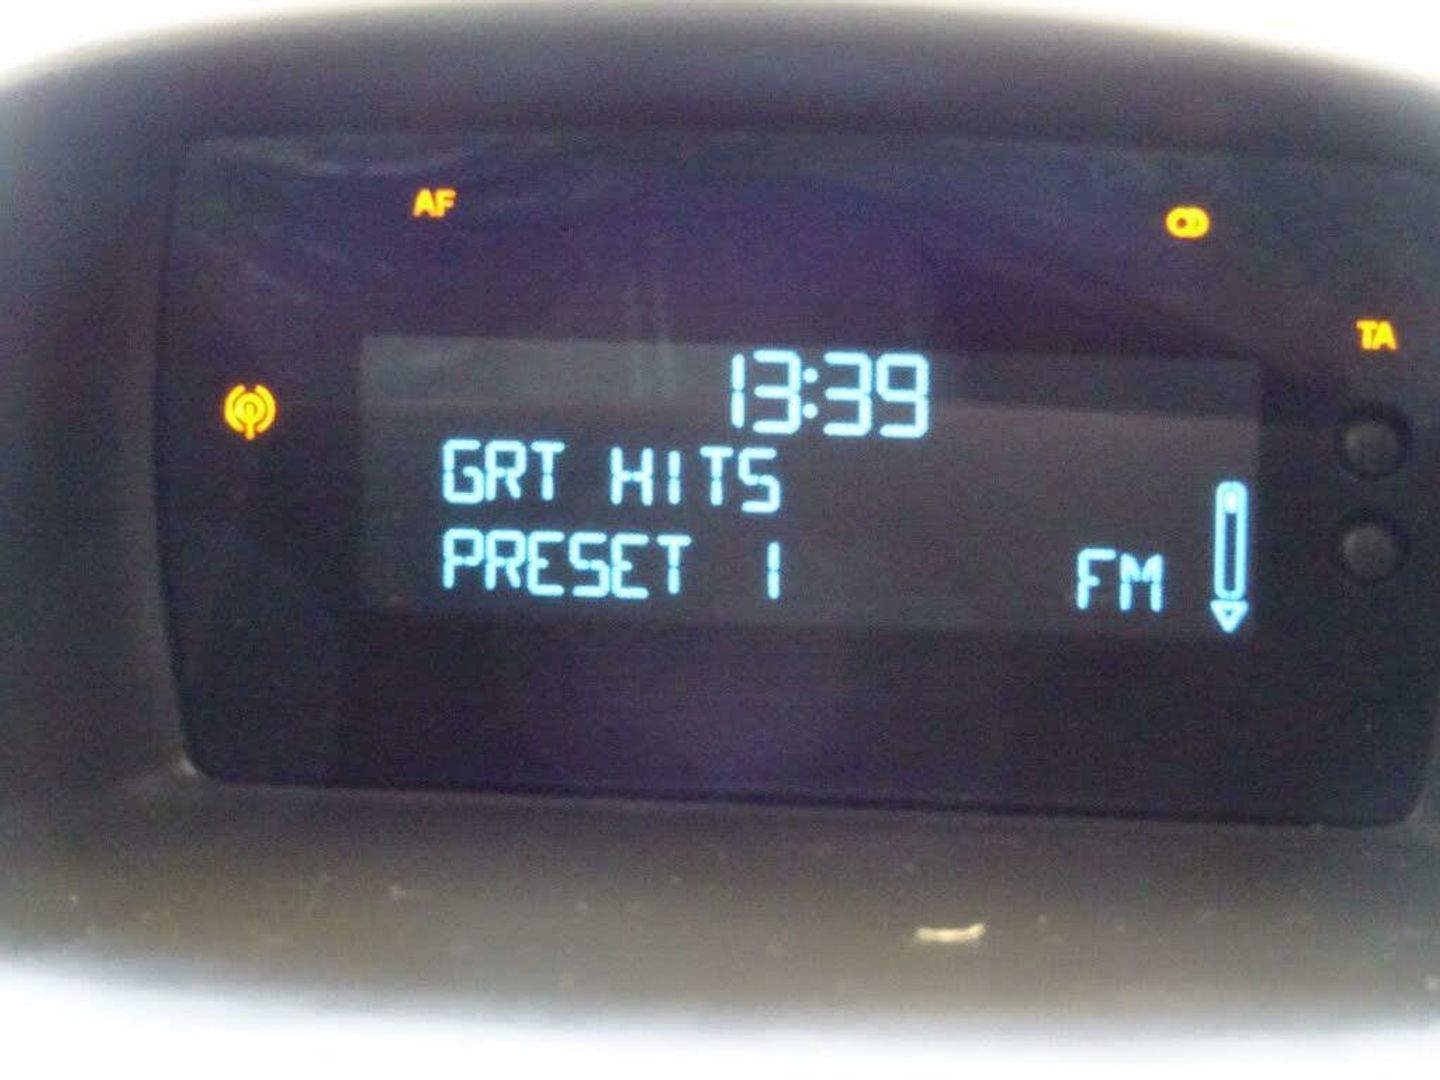 AF
TA
13:39
GRT HITS
PRESET 1 FM